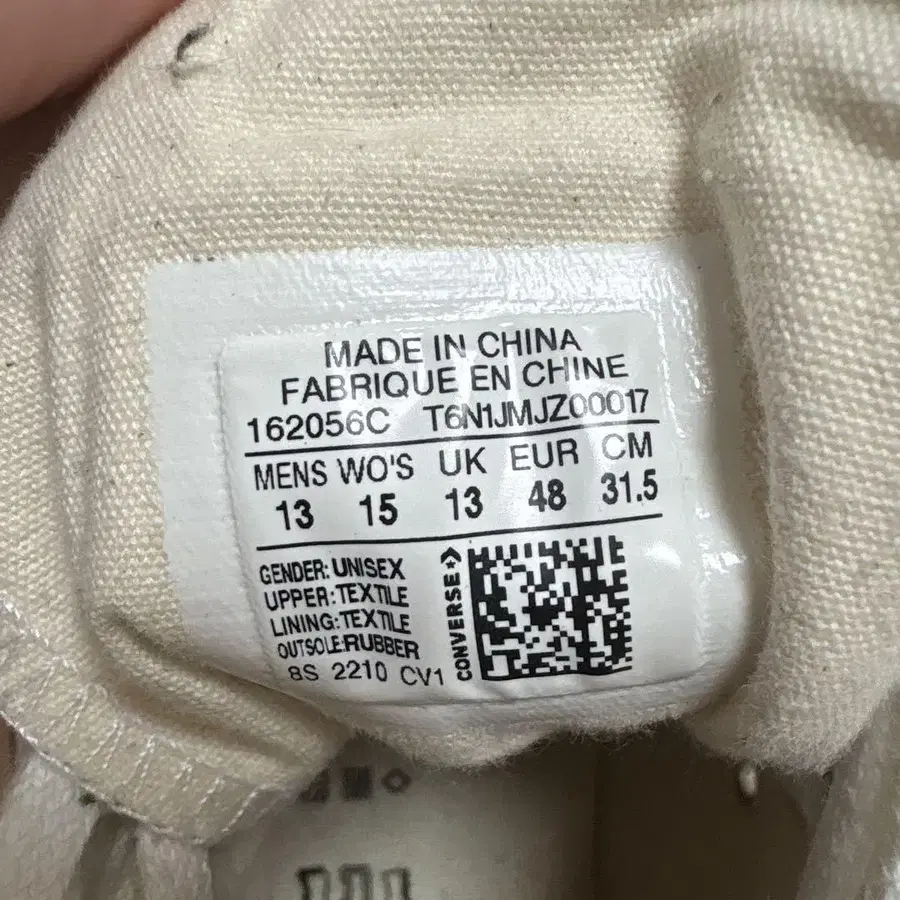 MADE IN CHINA
FABRIQUE EN CHINE
162056C T6N1JMJZ00017
MENS WO'S UK EUR CM
13 15 13 48 31.5
GENDER: UNISEX
UPPER: TEXTILE
LINING: TEXTILE
OUTSOLE:RUBBER
8S 2210 CV1
CONVERSE